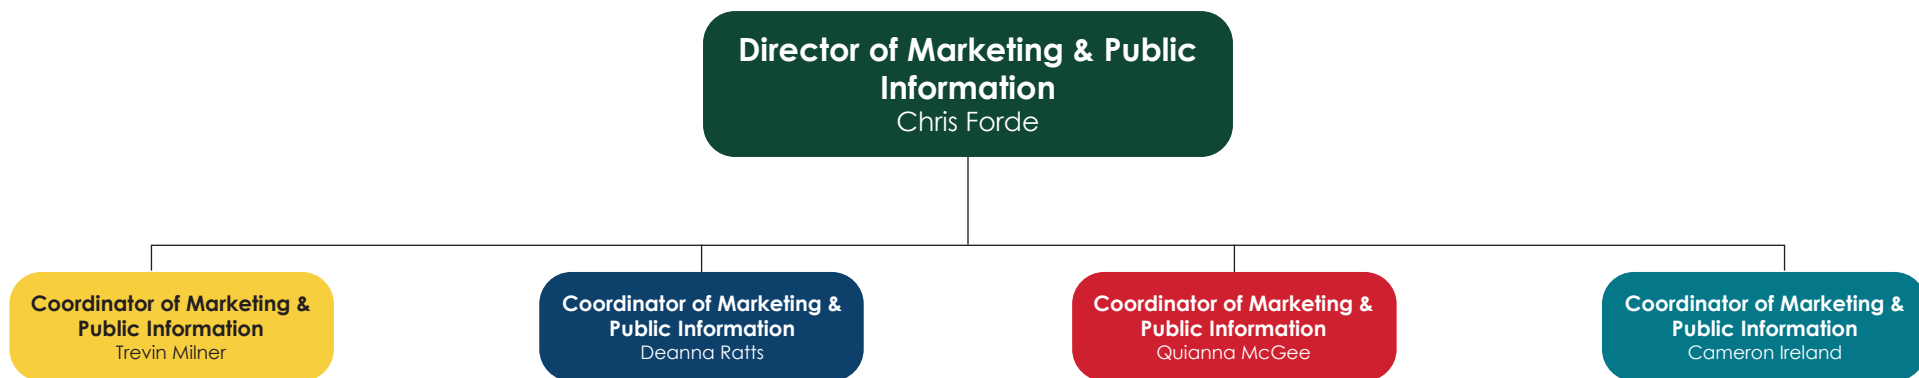 Director of Marketing & Public
Information
Chris Forde
Coordinator of Marketing &
Public Information
Trevin Milner
Coordinator of Marketing &
Public Information
Deanna Ratts
Coordinator of Marketing &
Public Information
Quianna McGee
Coordinator of Marketing &
Public Information
Cameron Ireland